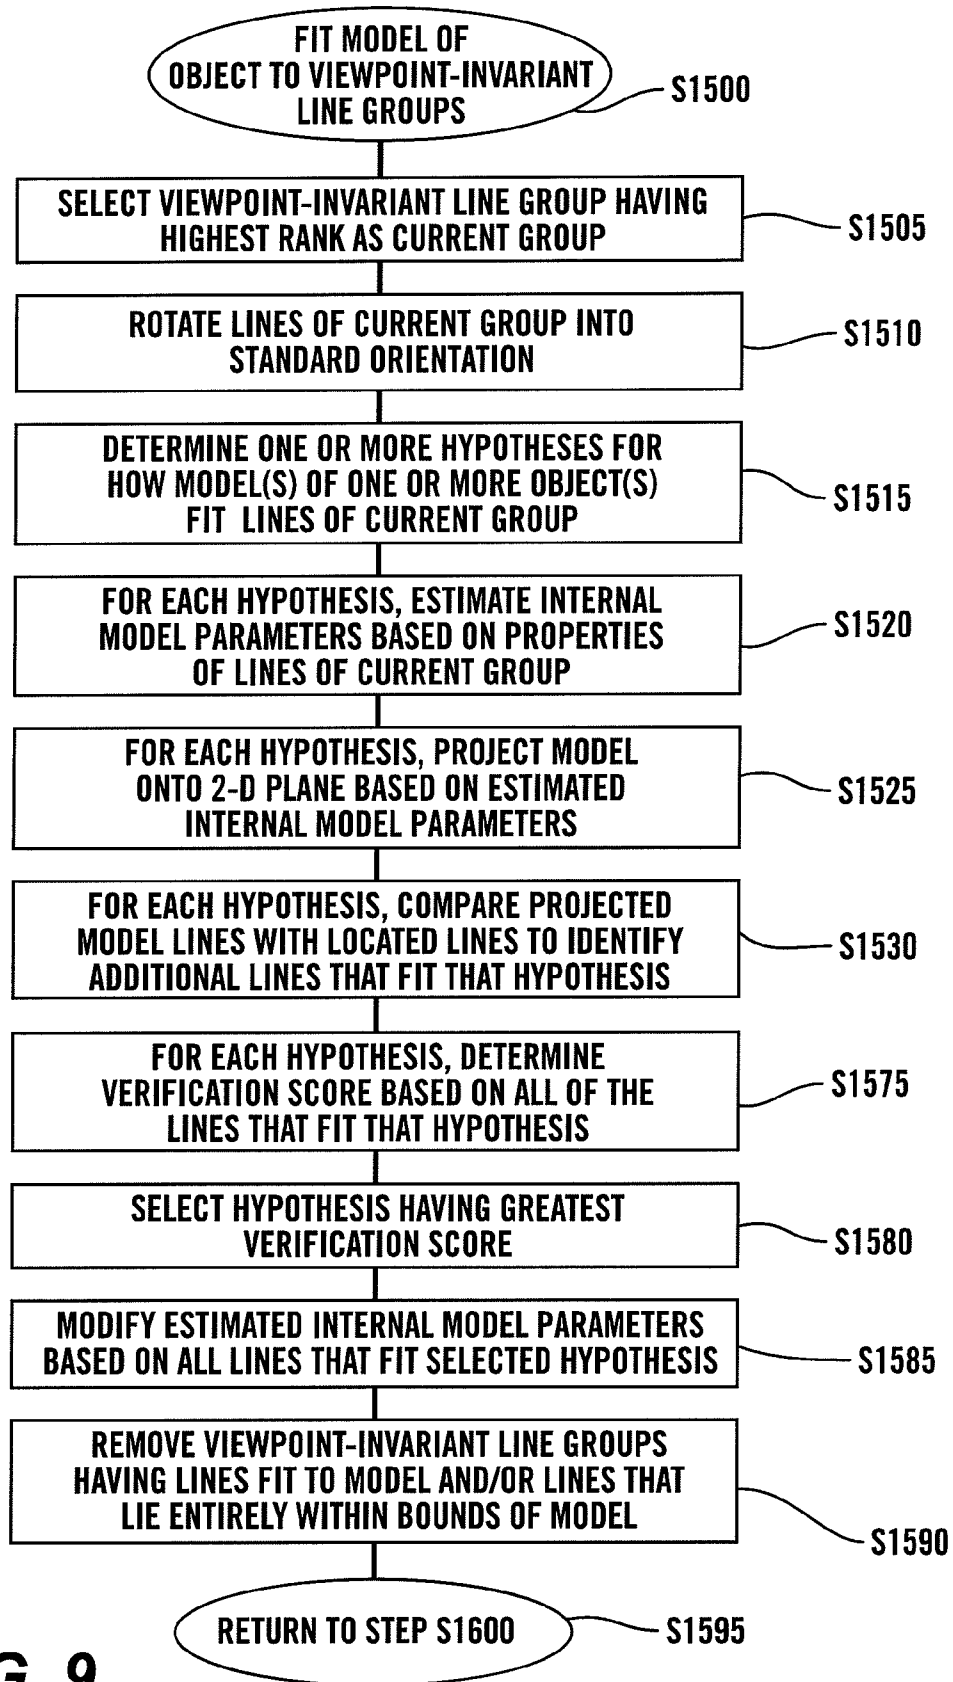 FIT MODEL OF
OBJECT TO VIEWPOINT-INVARIANT
LINE GROUPS
S1500
SELECT VIEWPOINT-INVARIANT LINE GROUP HAVING
HIGHEST RANK AS CURRENT GROUP
S1505
ROTATE LINES OF CURRENT GROUP INTO
STANDARD ORIENTATION
S1510
DETERMINE ONE OR MORE HYPOTHESES FOR
HOW MODEL(S) OF ONE OR MORE OBJECT(S)
FIT LINES OF CURRENT GROUP
S1515
FOR EACH HYPOTHESIS, ESTIMATE INTERNAL
MODEL PARAMETERS BASED ON PROPERTIES
OF LINES OF CURRENT GROUP
S1520
FOR EACH HYPOTHESIS, PROJECT MODEL
ONTO 2-D PLANE BASED ON ESTIMATED
INTERNAL MODEL PARAMETERS
S1525
FOR EACH HYPOTHESIS, COMPARE PROJECTED
MODEL LINES WITH LOCATED LINES TO IDENTIFY
ADDITIONAL LINES THAT FIT THAT HYPOTHESIS
S1530
FOR EACH HYPOTHESIS, DETERMINE
VERIFICATION SCORE BASED ON ALL OF THE
LINES THAT FIT THAT HYPOTHESIS
S1575
SELECT HYPOTHESIS HAVING GREATEST
VERIFICATION SCORE
S1580
MODIFY ESTIMATED INTERNAL MODEL PARAMETERS
BASED ON ALL LINES THAT FIT SELECTED HYPOTHESIS
S1585
REMOVE VIEWPOINT-INVARIANT LINE GROUPS
HAVING LINES FIT TO MODEL AND/OR LINES THAT
LIE ENTIRELY WITHIN BOUNDS OF MODEL
S1590
RETURN TO STEP S1600
S1595
G. 9